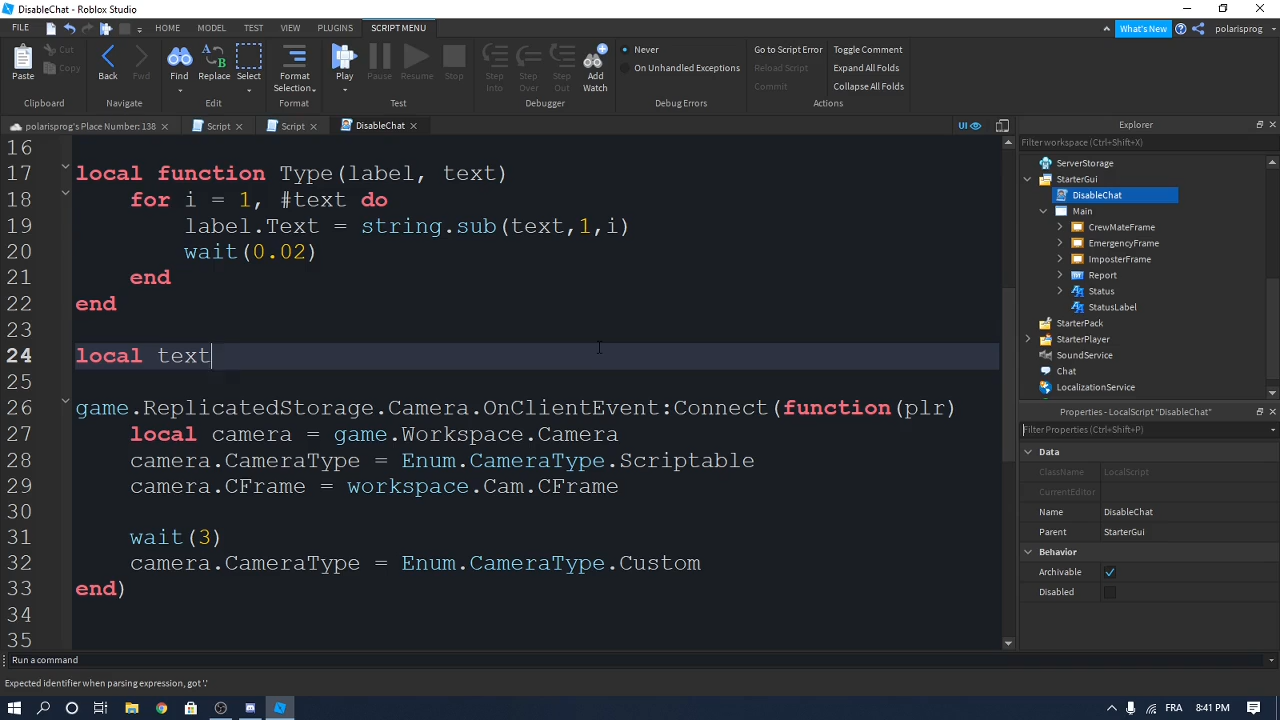 DisableChat - Roblox Studio
FILE HOME MODEL TEST VIEW PLUGINS SCRIPT MENU What's New polarisprog
Paste Cut Copy Back Fwd Find Replace Select Format Selection Play Pause Resume Stop Step Into Step Over Step Out Add Watch Never On Unhandled Exceptions Go to Script Error Reload Script Commit Toggle Comment Expand All Folds Collapse All Folds
Clipboard Navigate Edit Format Test Debugger Debug Errors Actions
polarisprog's Place Number: 138 Script Script DisableChat UI
16
17 local function Type(label, text)
18 for i = 1, #text do
19 label.Text = string.sub(text,1,i)
20 wait(0.02)
21 end
22 end
23
24 local text
25
26 game.ReplicatedStorage.Camera.OnClientEvent:Connect(function(plr)
27 local camera = game.Workspace.Camera
28 camera.CameraType = Enum.CameraType.Scriptable
29 camera.CFrame = workspace.Cam.CFrame
30
31 wait(3)
32 camera.CameraType = Enum.CameraType.Custom
33 end)
34
35
Explorer
Filter workspace (Ctrl+Shift+X)
ServerStorage
StarterGui
DisableChat
Main
CrewMateFrame
EmergencyFrame
ImposterFrame
Report
Status
StatusLabel
StarterPack
StarterPlayer
SoundService
Chat
LocalizationService
Properties - LocalScript "DisableChat"
Filter Properties (Ctrl+Shift+P)
Data
ClassName LocalScript
CurrentEditor
Name DisableChat
Parent StarterGui
Behavior
Archivable
Disabled
Run a command
Expected identifier when parsing expression, got '.'
FRA 8:41 PM